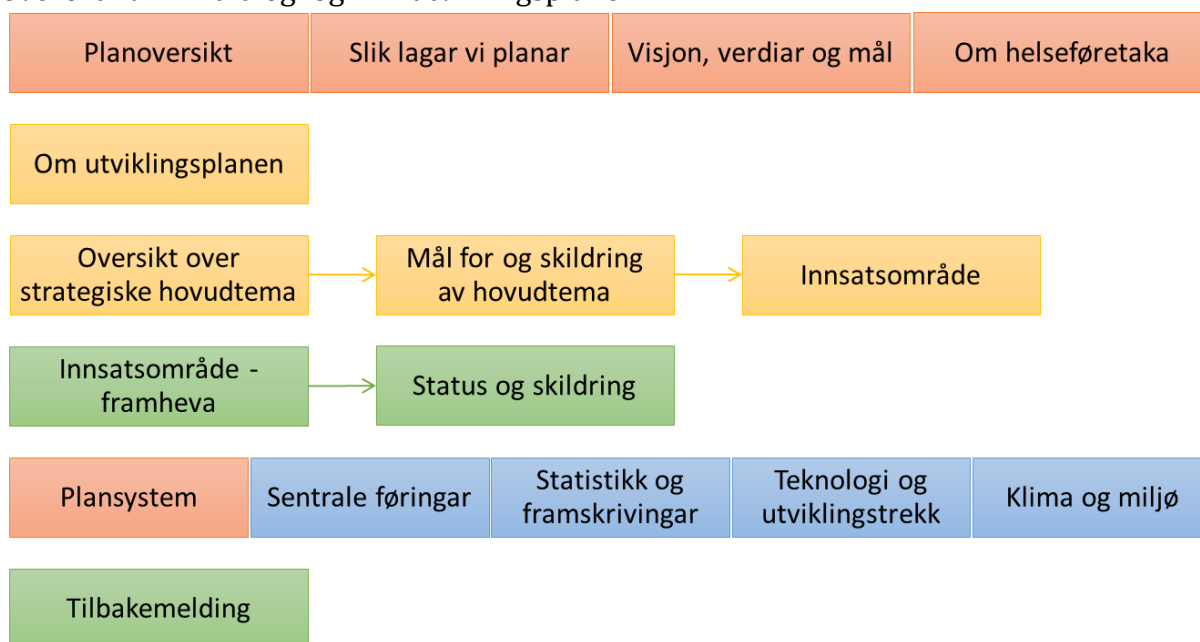 Planoversikt
Slik lagar vi planar
Visjon, verdiar og mål
Om helseføretaka
Om utviklingsplanen
Oversikt over
strategiske hovudtema
Mål for og skildring
av hovudtema
Innsatsområde
Innsatsområde -
framheva
Status og skildring
Plansystem
Sentrale føringar
Statistikk og
framskrivingar
Teknologi og
utviklingstrekk
Klima og miljø
Tilbakemelding